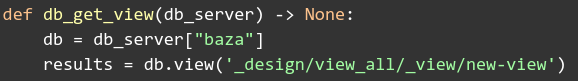 def db_get_view(db_server) -> None:
    db = db_server["baza"]
    results = db.view('_design/view_all/_view/new-view')